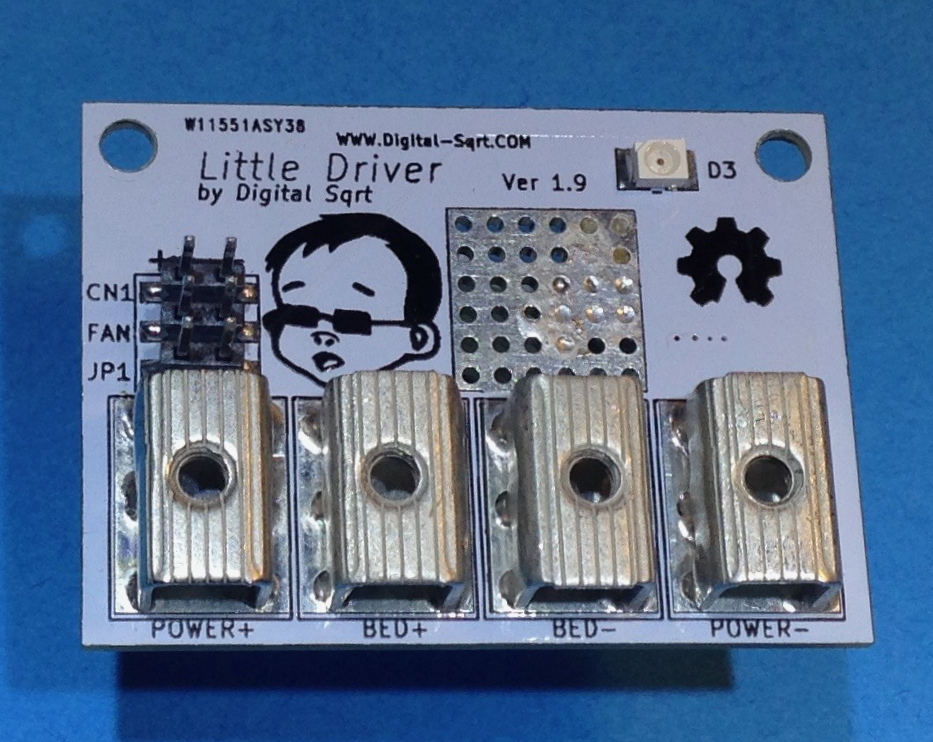 W11551ASY38
WWW.Digital-Sqrt.COM
Little Driver
by Digital Sqrt
Ver 1.9
D3
CN1
FAN
JP1
POWER+ BED+ BED- POWER-